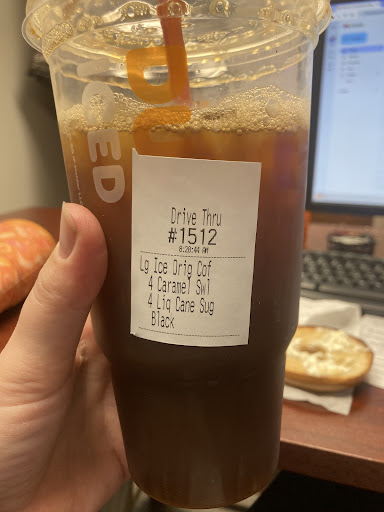 ICED
Drive Thru
#1512
8:20:44 AM
Lg Ice Orig Cof
4 Caramel Swl
4 Liq Cane Sug
Black